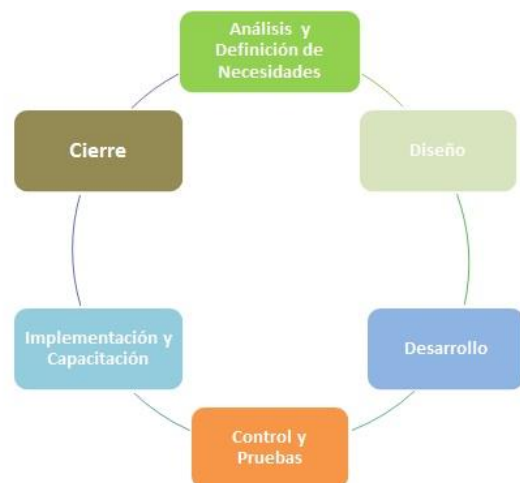 Análisis y
Definición de
Necesidades
Diseño
Desarrollo
Control y
Pruebas
Implementación y
Capacitación
Cierre